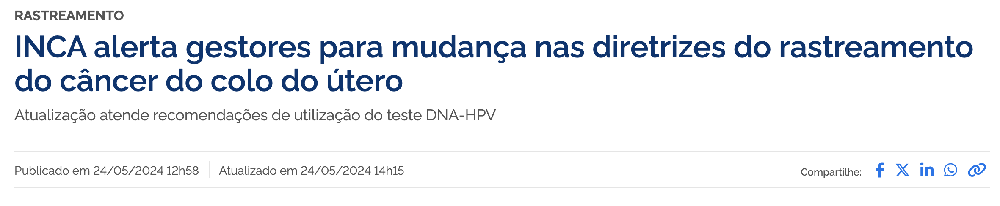 RASTREAMENTO
INCA alerta gestores para mudança nas diretrizes do rastreamento
do câncer do colo do útero
Atualização atende recomendações de utilização do teste DNA-HPV
Publicado em 24/05/2024 12h58 Atualizado em 24/05/2024 14h15 Compartilhe: